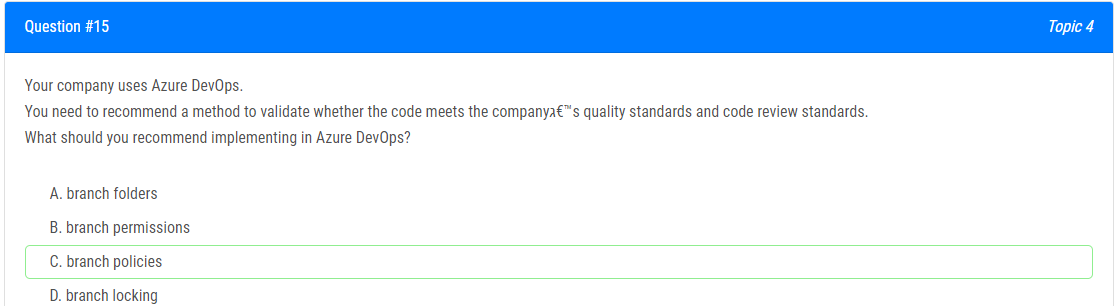 Question #15
Topic 4
Your company uses Azure DevOps.
You need to recommend a method to validate whether the code meets the companyג€™s quality standards and code review standards.
What should you recommend implementing in Azure DevOps?
A. branch folders
B. branch permissions
C. branch policies
D. branch locking